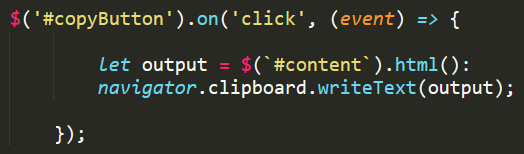 $('#copyButton').on('click', (event) => {
let output = $(`#content`).html():
navigator.clipboard.writeText(output);
});